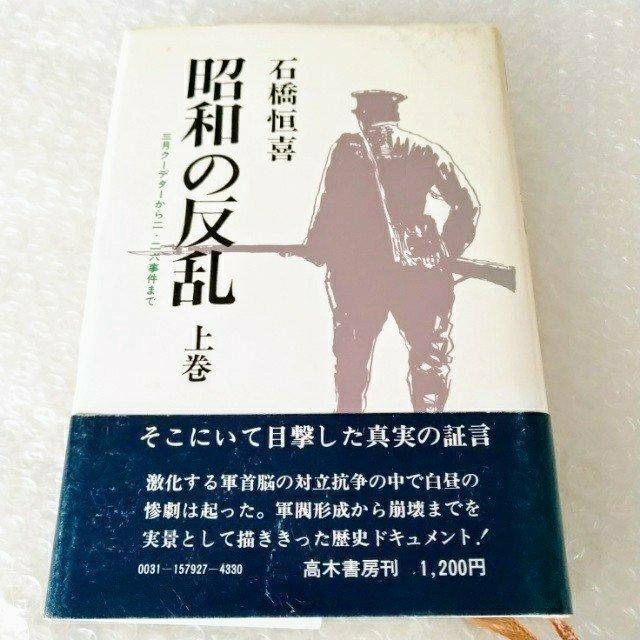 石橋恒喜
昭和の反乱 上巻
三月クーデターから二・二六事件まで
そこにいて目撃した真実の証言
激化する軍首脳の対立抗争の中で白昼の
惨劇は起った。軍閥形成から崩壊までを
実景として描ききった歴史ドキュメント!
0031-157927-4330 高木書房刊 1,200円